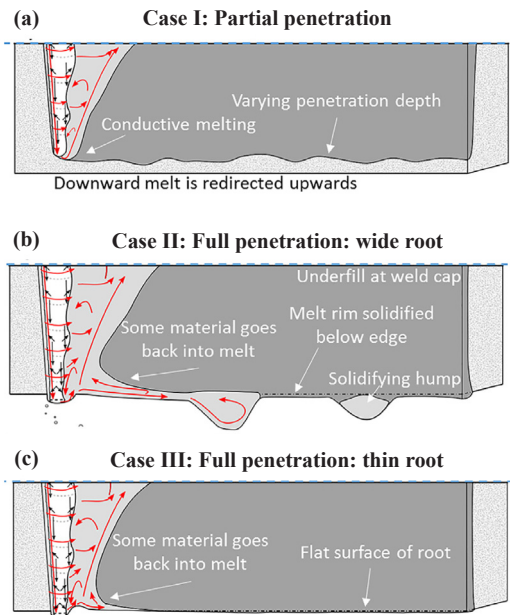 (a) Case I: Partial penetration
Varying penetration depth
Conductive melting
Downward melt is redirected upwards
(b) Case II: Full penetration: wide root
Underfill at weld cap
Melt rim solidified
below edge
Some material goes
back into melt
Solidifying hump
(c) Case III: Full penetration: thin root
Some material goes
back into melt
Flat surface of root